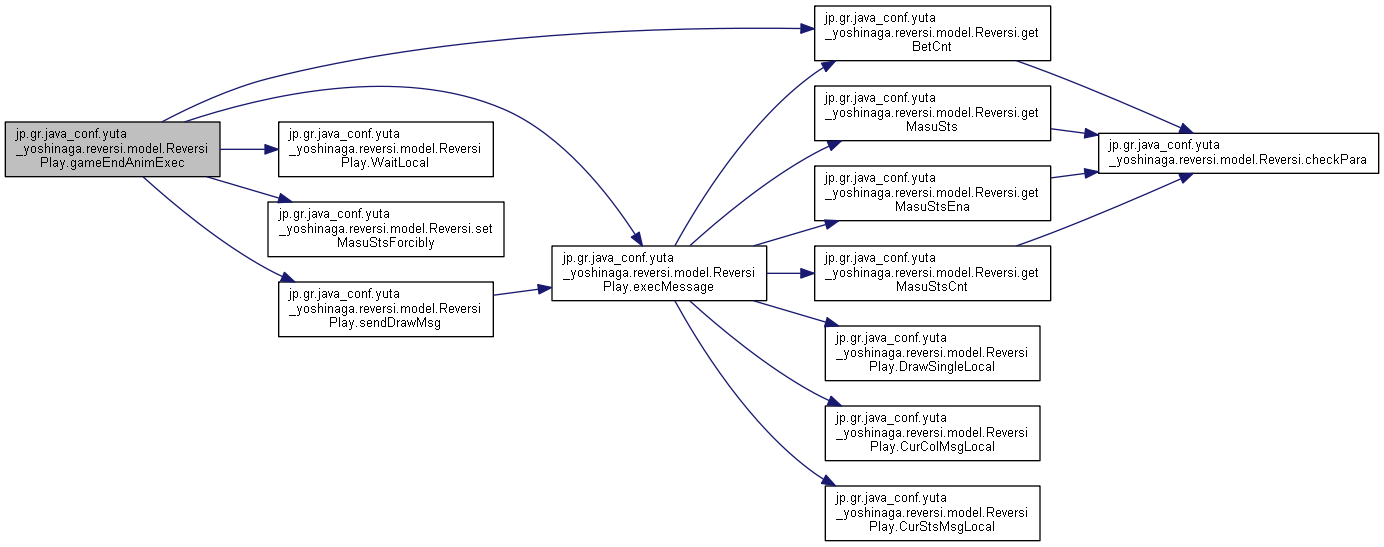 jp.gr.java_conf.yuta
_yoshinaga.reversi.model.Reversi
Play.gameEndAnimExec
jp.gr.java_conf.yuta
_yoshinaga.reversi.model.Reversi
Play.WaitLocal
jp.gr.java_conf.yuta
_yoshinaga.reversi.model.Reversi.set
MasuStsForcibly
jp.gr.java_conf.yuta
_yoshinaga.reversi.model.Reversi
Play.sendDrawMsg
jp.gr.java_conf.yuta
_yoshinaga.reversi.model.Reversi
Play.execMessage
jp.gr.java_conf.yuta
_yoshinaga.reversi.model.Reversi.get
BetCnt
jp.gr.java_conf.yuta
_yoshinaga.reversi.model.Reversi.get
MasuSts
jp.gr.java_conf.yuta
_yoshinaga.reversi.model.Reversi.get
MasuStsEna
jp.gr.java_conf.yuta
_yoshinaga.reversi.model.Reversi.get
MasuStsCnt
jp.gr.java_conf.yuta
_yoshinaga.reversi.model.Reversi
Play.DrawSingleLocal
jp.gr.java_conf.yuta
_yoshinaga.reversi.model.Reversi
Play.CurColMsgLocal
jp.gr.java_conf.yuta
_yoshinaga.reversi.model.Reversi
Play.CurStsMsgLocal
jp.gr.java_conf.yuta
_yoshinaga.reversi.model.Reversi.checkPara